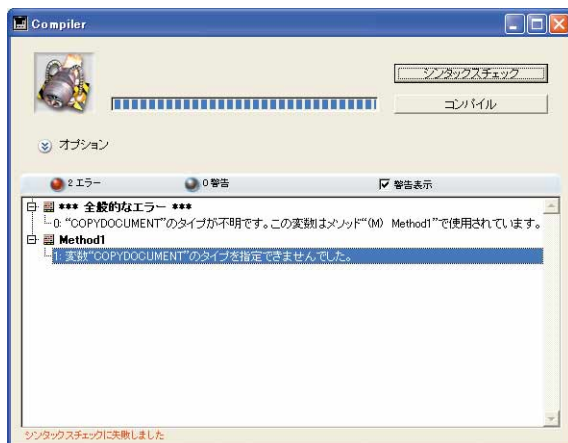 Compiler
シンタックスチェック
コンパイル
オプション
2 エラー
0 警告
警告表示
*** 全般的なエラー ***
0: “COPYDOCUMENT”のタイプが不明です。この変数はメソッド“(M) Method1”で使用されています。
Method1
1: 変数“COPYDOCUMENT”のタイプを指定できませんでした。
シンタックスチェックに失敗しました